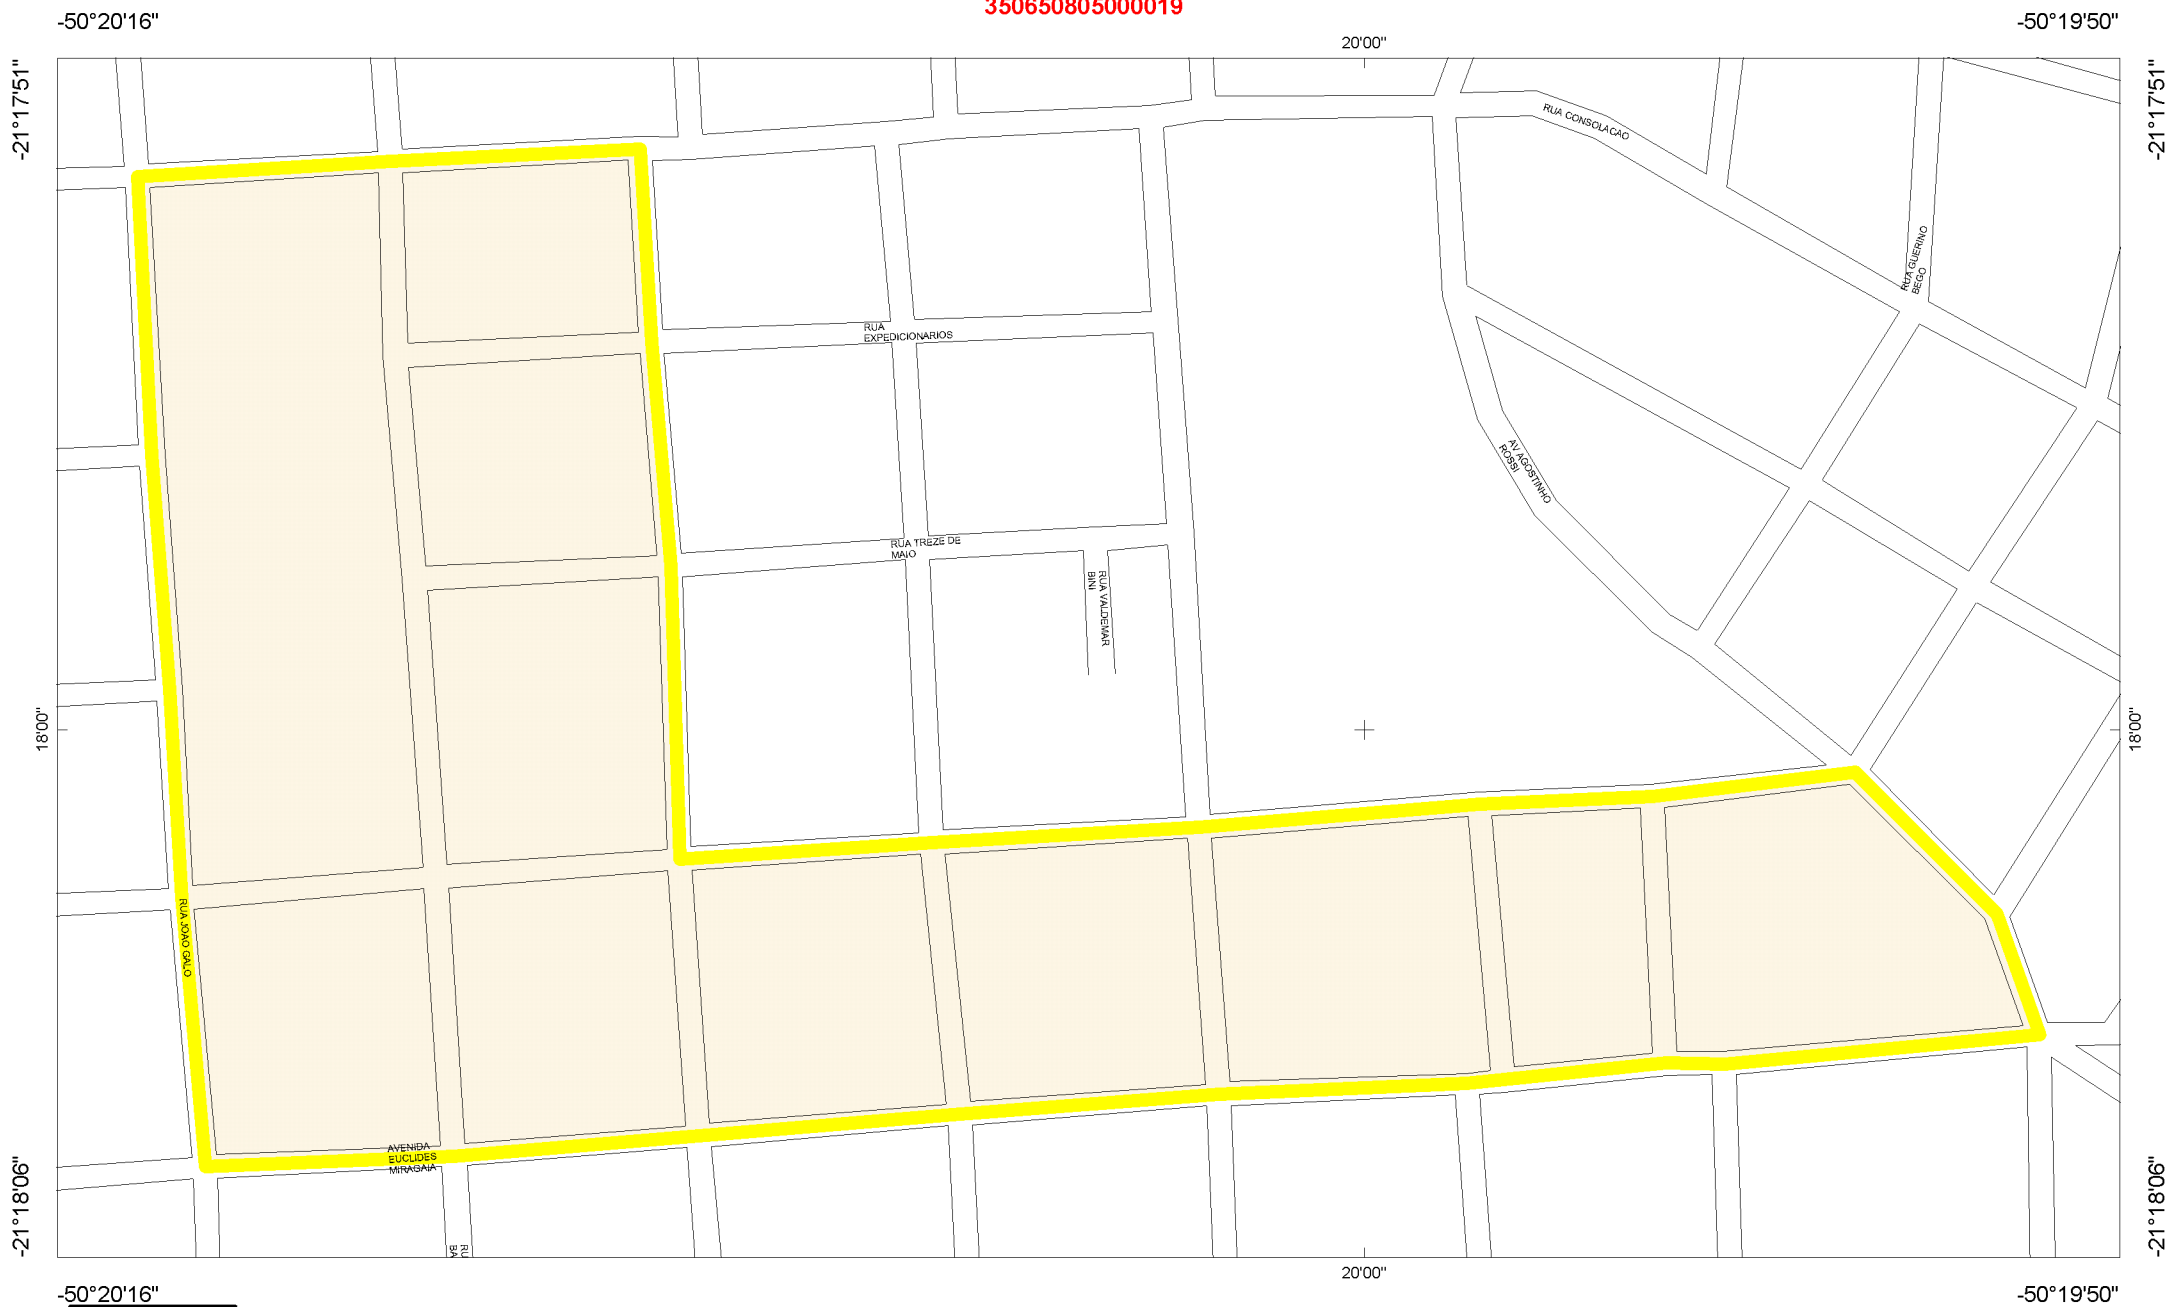 350650805000019
-50°20'16"
-50°19'50"
20'00"
-21°17'51"
-21°17'51"
RUA CONSOLACAO
RUA GUERINO
BEGO
RUA
EXPEDICIONARIOS
AV AGOSTINHO
ROSSI
RUA TREZE DE
MAIO
RUA VALDEMAR
BINI
18'00"
18'00"
RUA JOAO GALO
AVENIDA
EUCLIDES
MIRAGAIA
-21°18'06"
-21°18'06"
RU
BA
20'00"
-50°20'16"
-50°19'50"